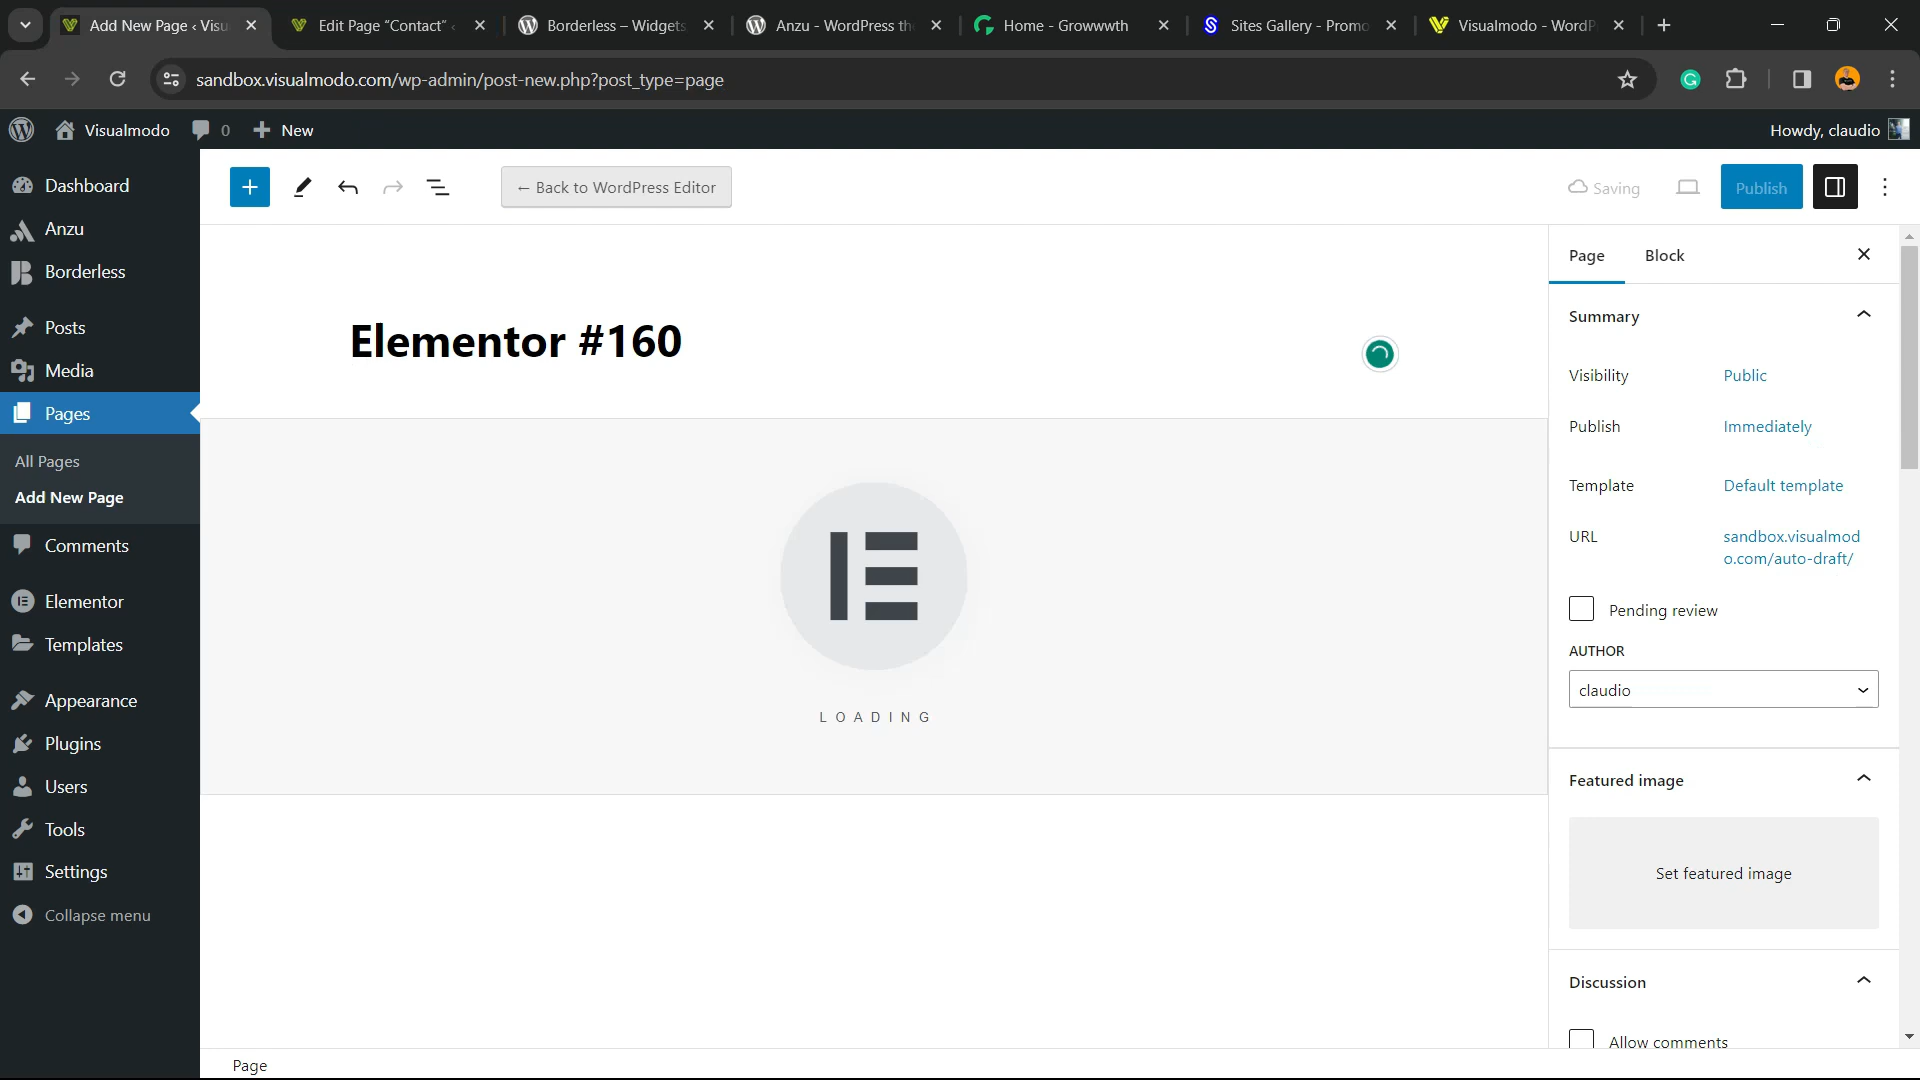 Add New Page ‹ Visu
Edit Page “Contact” ‹
Borderless – Widgets
Anzu - WordPress th
Home - Growwwth
Sites Gallery - Promo
Visualmodo - WordP
sandbox.visualmodo.com/wp-admin/post-new.php?post_type=page
Visualmodo
0
New
Howdy, claudio
Dashboard
Anzu
Borderless
Posts
Media
Pages
All Pages
Add New Page
Comments
Elementor
Templates
Appearance
Plugins
Users
Tools
Settings
Collapse menu
← Back to WordPress Editor
Saving
Publish
Elementor #160
LOADING
Page
Block
Summary
Visibility
Public
Publish
Immediately
Template
Default template
URL
sandbox.visualmod
o.com/auto-draft/
Pending review
AUTHOR
claudio
Featured image
Set featured image
Discussion
Allow comments
Page